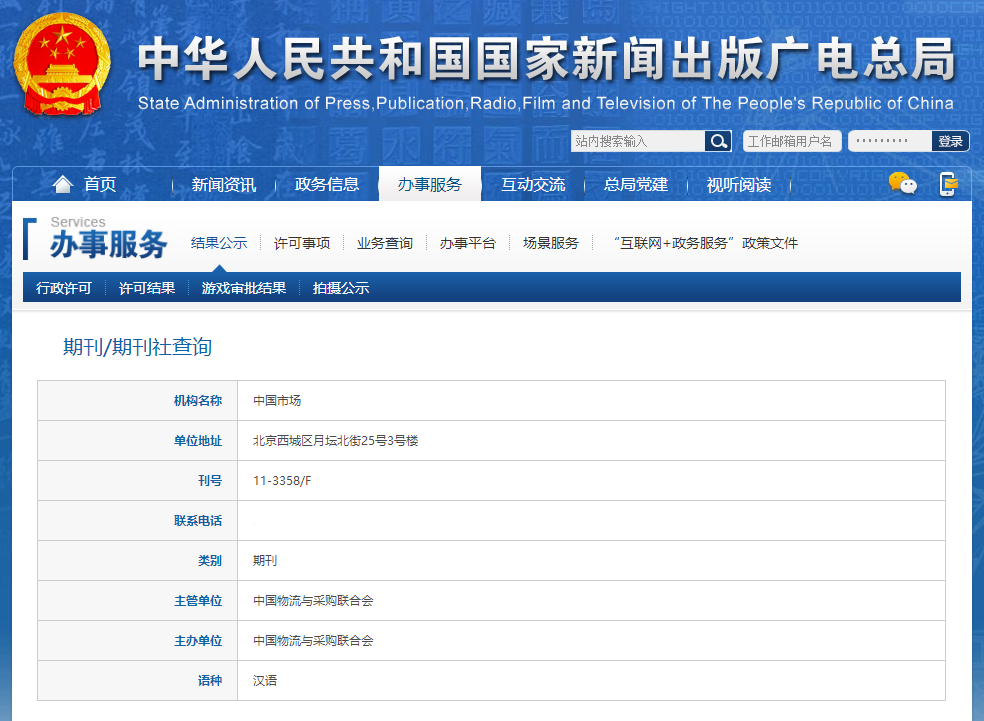 中华人民共和国国家新闻出版广电总局
State Administration of Press,Publication,Radio,Film and Television of The People's Republic of China
站内搜索输入 工作邮箱用户名 ········· 登录
首页 新闻资讯 政务信息 办事服务 互动交流 总局党建 视听阅读
Services
办事服务 结果公示 许可事项 业务查询 办事平台 场景服务 “互联网+政务服务”政策文件
行政许可 许可结果 游戏审批结果 拍摄公示
期刊/期刊社查询
机构名称 中国市场
单位地址 北京西城区月坛北街25号3号楼
刊号 11-3358/F
联系电话
类别 期刊
主管单位 中国物流与采购联合会
主办单位 中国物流与采购联合会
语种 汉语